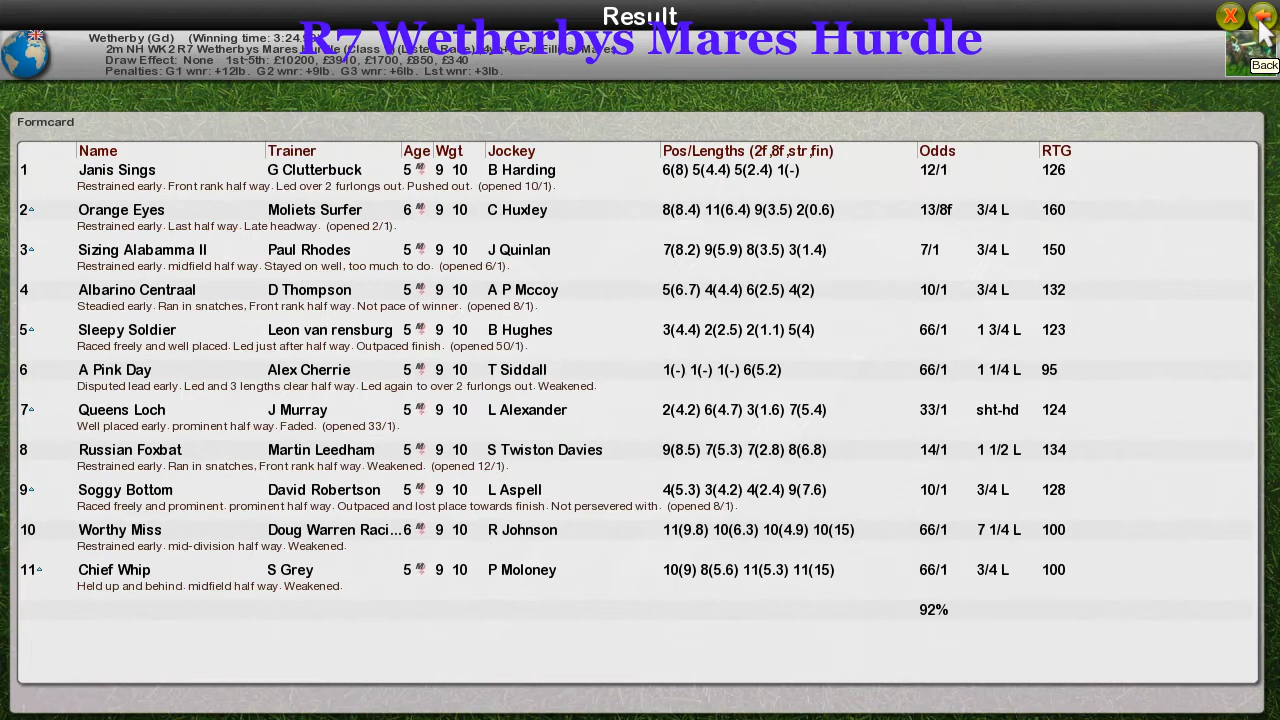 Result
R7 Wetherbys Mares Hurdle
Wetherby (Gd) (Winning time: 3:24.
2m NH WK2 R7 Wetherbys Mares Hurdle (Class
Draw Effect: None 1st-5th: £10200, £3910, £1700, £850, £340
Penalties: G1 wnr: +12lb. G2 wnr: +9lb. G3 wnr: +6lb. Lst wnr: +3lb.
Back
Formcard
Name Trainer Age Wgt Jockey Pos/Lengths (2f,8f,str,fin) Odds RTG
1 Janis Sings G Clutterbuck 5 9 10 B Harding 6(8) 5(4.4) 5(2.4) 1(-) 12/1 126
Restrained early. Front rank half way. Led over 2 furlongs out. Pushed out. (opened 10/1).
2 Orange Eyes Moliets Surfer 6 9 10 C Huxley 8(8.4) 11(6.4) 9(3.5) 2(0.6) 13/8f 3/4 L 160
Restrained early. Last half way. Late headway. (opened 2/1).
3 Sizing Alabamma II Paul Rhodes 5 9 10 J Quinlan 7(8.2) 9(5.9) 8(3.5) 3(1.4) 7/1 3/4 L 150
Restrained early. midfield half way. Stayed on well, too much to do. (opened 6/1).
4 Albarino Centraal D Thompson 5 9 10 A P Mccoy 5(6.7) 4(4.4) 6(2.5) 4(2) 10/1 3/4 L 132
Steadied early. Ran in snatches, Front rank half way. Not pace of winner. (opened 8/1).
5 Sleepy Soldier Leon van rensburg 5 9 10 B Hughes 3(4.4) 2(2.5) 2(1.1) 5(4) 66/1 1 3/4 L 123
Raced freely and well placed. Led just after half way. Outpaced finish. (opened 50/1).
6 A Pink Day Alex Cherrie 5 9 10 T Siddall 1(-) 1(-) 1(-) 6(5.2) 66/1 1 1/4 L 95
Disputed lead early. Led and 3 lengths clear half way. Led again to over 2 furlongs out. Weakened.
7 Queens Loch J Murray 5 9 10 L Alexander 2(4.2) 6(4.7) 3(1.6) 7(5.4) 33/1 sht-hd 124
Well placed early. prominent half way. Faded. (opened 33/1).
8 Russian Foxbat Martin Leedham 5 9 10 S Twiston Davies 9(8.5) 7(5.3) 7(2.8) 8(6.8) 14/1 1 1/2 L 134
Restrained early. Ran in snatches, Front rank half way. Weakened. (opened 12/1).
9 Soggy Bottom David Robertson 5 9 10 L Aspell 4(5.3) 3(4.2) 4(2.4) 9(7.6) 10/1 3/4 L 128
Raced freely and prominent. prominent half way. Outpaced and lost place towards finish. Not persevered with. (opened 8/1).
10 Worthy Miss Doug Warren Raci... 6 9 10 R Johnson 11(9.8) 10(6.3) 10(4.9) 10(15) 66/1 7 1/4 L 100
Restrained early. mid-division half way. Weakened.
11 Chief Whip S Grey 5 9 10 P Moloney 10(9) 8(5.6) 11(5.3) 11(15) 66/1 3/4 L 100
Held up and behind. midfield half way. Weakened.
92%